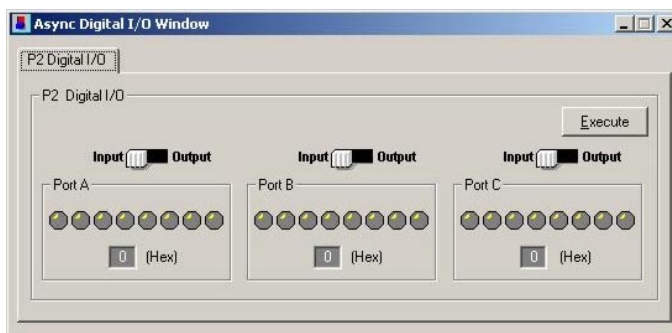 Async Digital I/O Window
P2 Digital I/O
P2 Digital I/O
Execute
Input Output Input Output Input Output
Port A Port B Port C
0 (Hex) 0 (Hex) 0 (Hex)